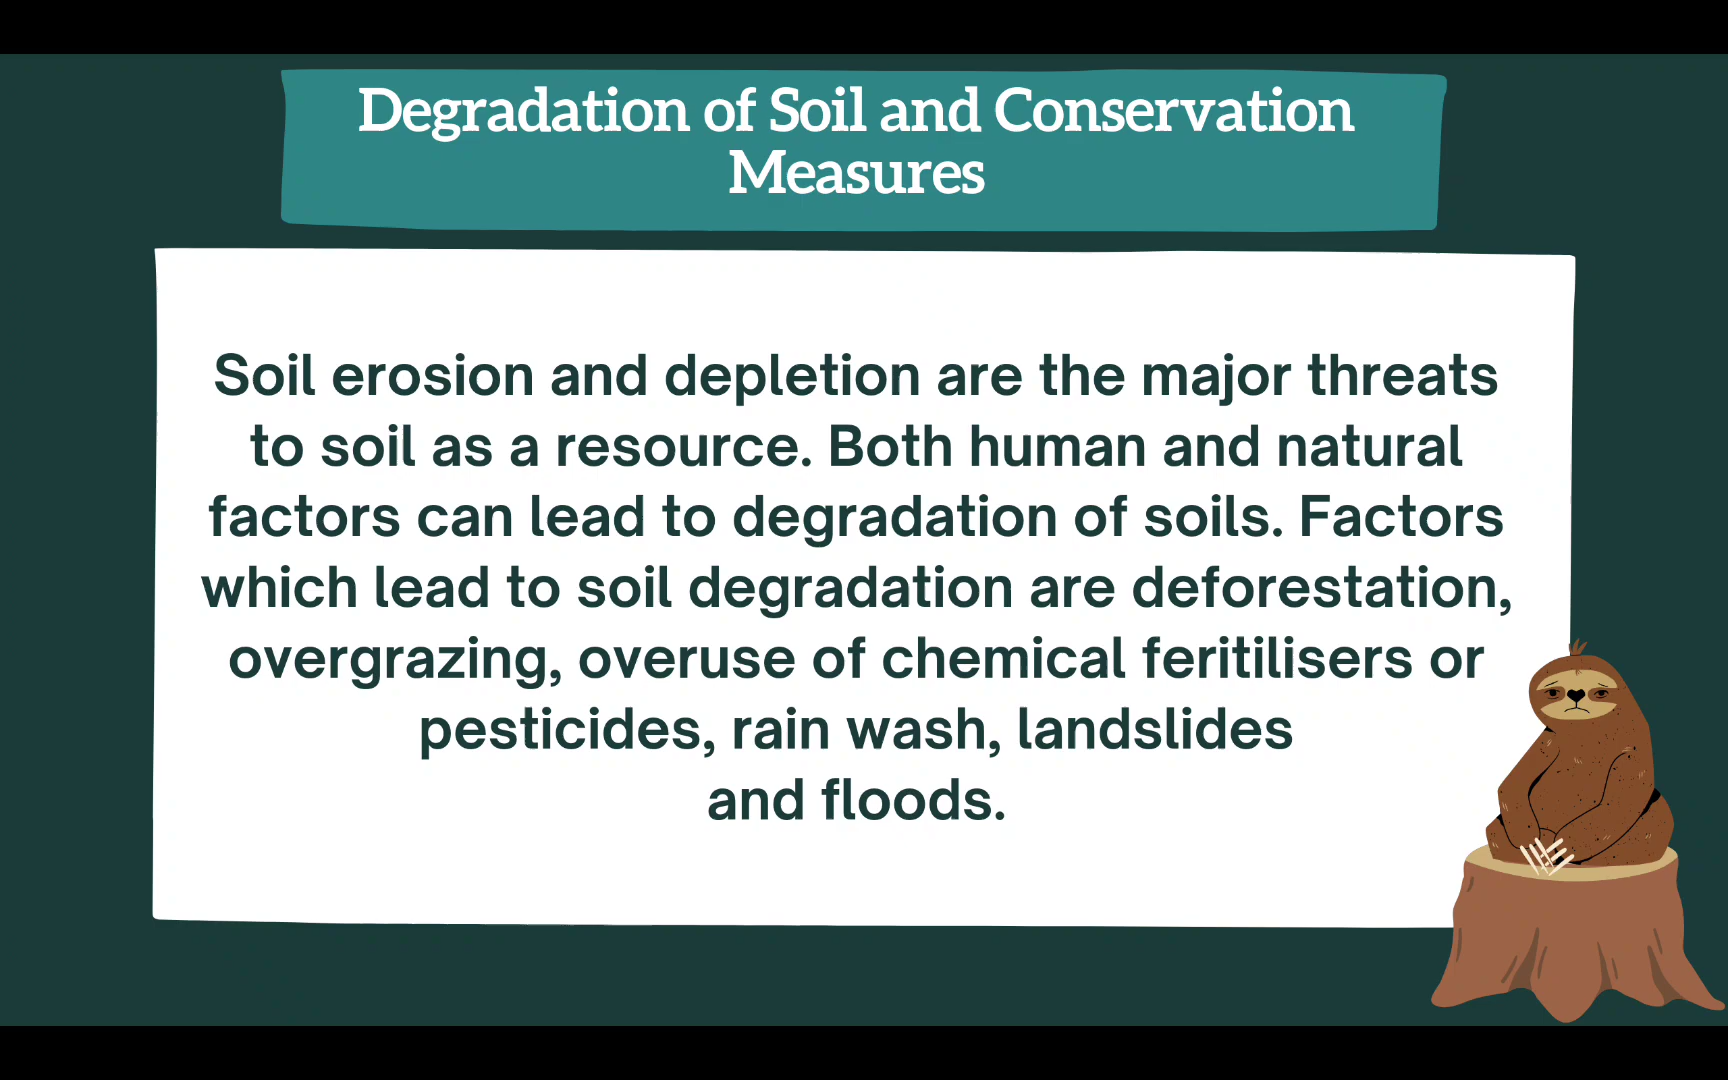 Degradation of Soil and Conservation
Measures
Soil erosion and depletion are the major threats
to soil as a resource. Both human and natural
factors can lead to degradation of soils. Factors
which lead to soil degradation are deforestation,
overgrazing, overuse of chemical feritilisers or
pesticides, rain wash, landslides
and floods.